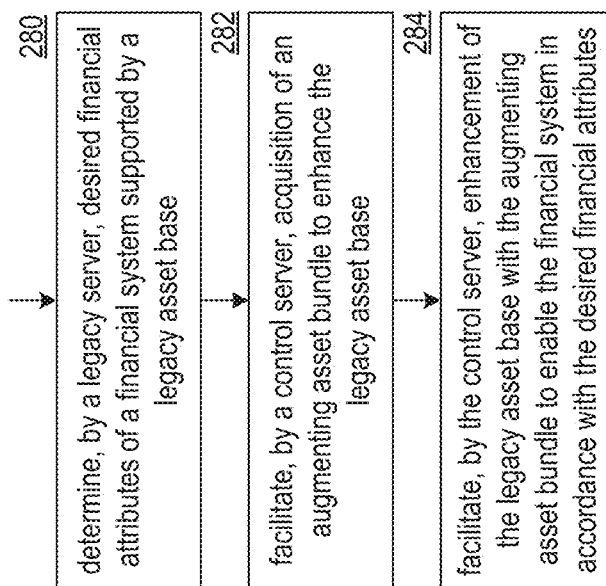 280
determine, by a legacy server, desired financial
attributes of a financial system supported by a
legacy asset base
282
facilitate, by a control server, acquisition of an
augmenting asset bundle to enhance the
legacy asset base
284
facilitate, by the control server, enhancement of
the legacy asset base with the augmenting
asset bundle to enable the financial system in
accordance with the desired financial attributes